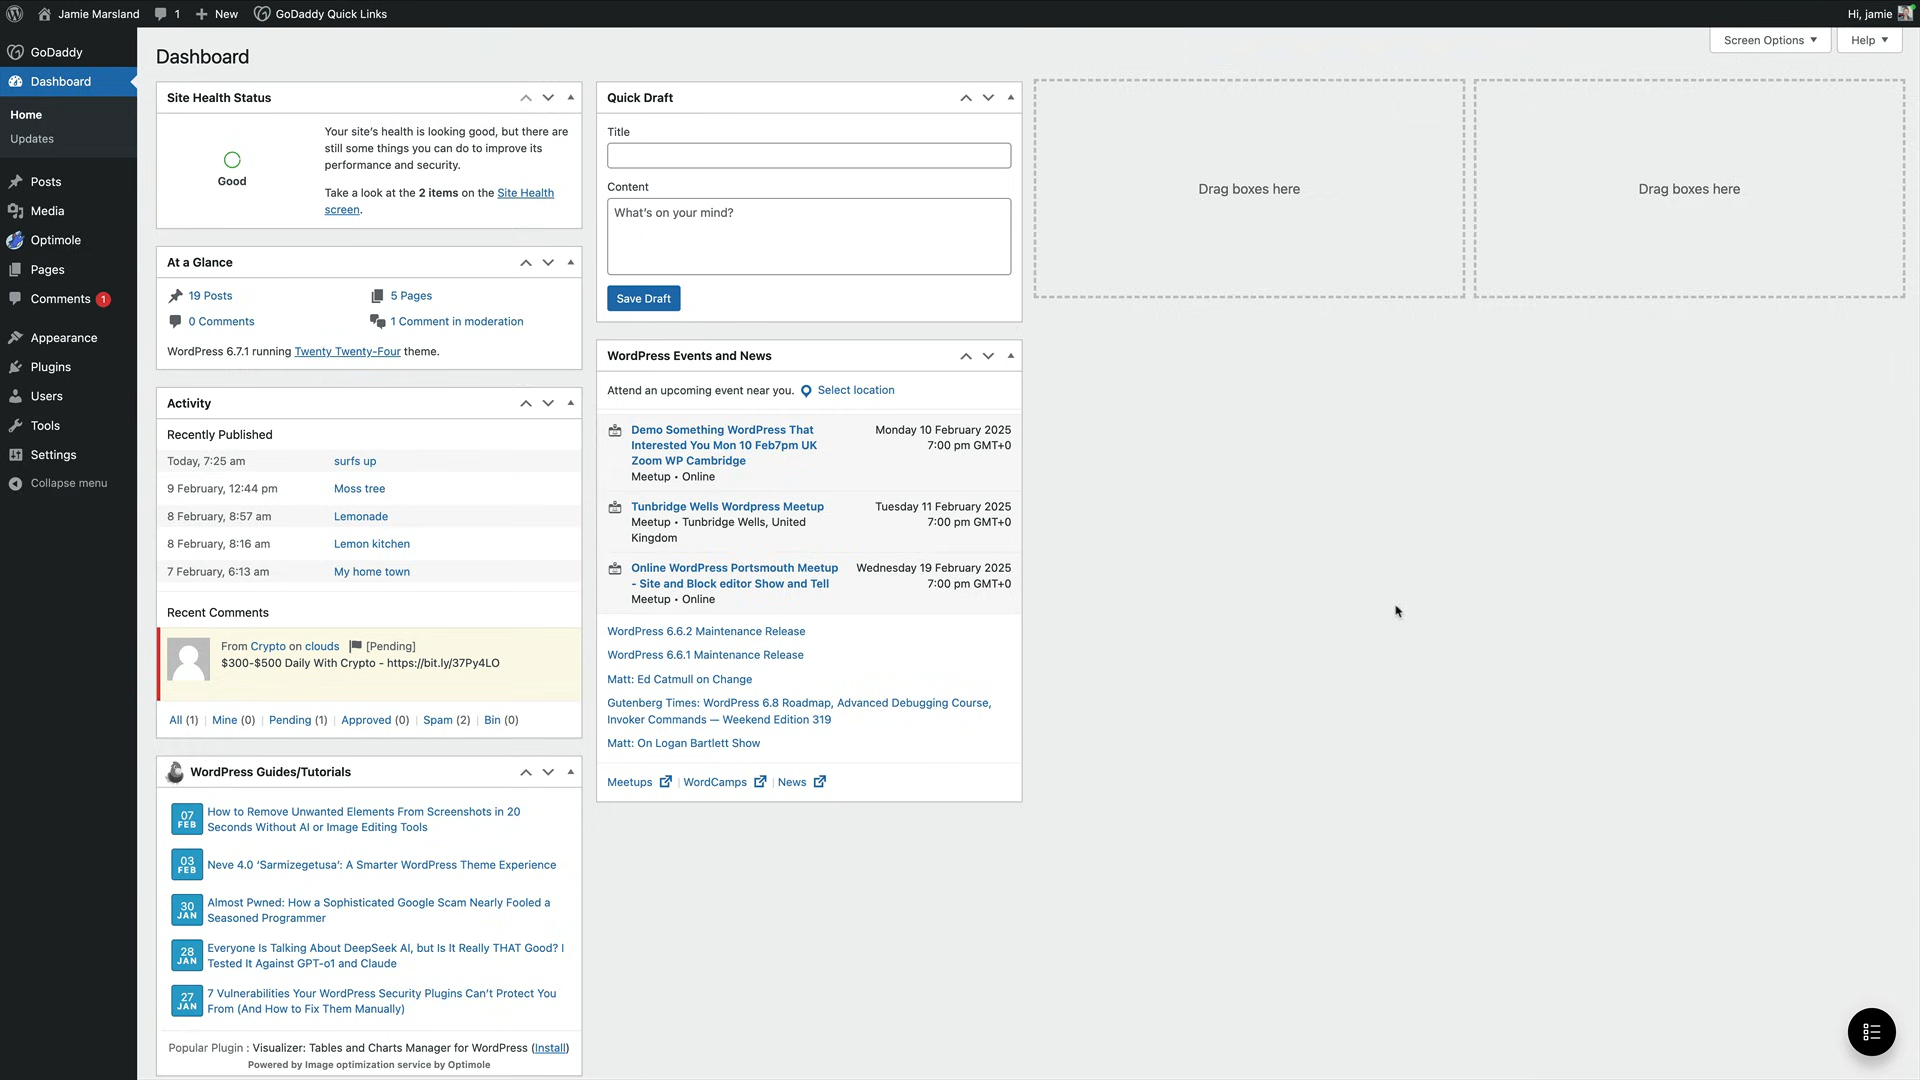 Jamie Marsland
1
New
GoDaddy Quick Links
Hi, jamie
GoDaddy
Dashboard
Home
Updates
Posts
Media
Optimole
Pages
Comments 1
Appearance
Plugins
Users
Tools
Settings
Collapse menu
Screen Options
Help
Dashboard
Site Health Status
Good
Your site's health is looking good, but there are
still some things you can do to improve its
performance and security.
Take a look at the 2 items on the Site Health
screen.
At a Glance
19 Posts
5 Pages
0 Comments
1 Comment in moderation
WordPress 6.7.1 running Twenty Twenty-Four theme.
Activity
Recently Published
Today, 7:25 am surfs up
9 February, 12:44 pm Moss tree
8 February, 8:57 am Lemonade
8 February, 8:16 am Lemon kitchen
7 February, 6:13 am My home town
Recent Comments
From Crypto on clouds [Pending]
$300-$500 Daily With Crypto - https://bit.ly/37Py4LO
All (1) | Mine (0) | Pending (1) | Approved (0) | Spam (2) | Bin (0)
WordPress Guides/Tutorials
07
FEB
How to Remove Unwanted Elements From Screenshots in 20
Seconds Without AI or Image Editing Tools
03
FEB
Neve 4.0 ‘Sarmizegetusa’: A Smarter WordPress Theme Experience
30
JAN
Almost Pwned: How a Sophisticated Google Scam Nearly Fooled a
Seasoned Programmer
28
JAN
Everyone Is Talking About DeepSeek AI, but Is It Really THAT Good? I
Tested It Against GPT-o1 and Claude
27
JAN
7 Vulnerabilities Your WordPress Security Plugins Can’t Protect You
From (And How to Fix Them Manually)
Popular Plugin : Visualizer: Tables and Charts Manager for WordPress (Install)
Powered by Image optimization service by Optimole
Quick Draft
Title
Content
What's on your mind?
Save Draft
WordPress Events and News
Attend an upcoming event near you. Select location
Demo Something WordPress That
Interested You Mon 10 Feb7pm UK
Zoom WP Cambridge
Meetup • Online
Monday 10 February 2025
7:00 pm GMT+0
Tunbridge Wells Wordpress Meetup
Meetup • Tunbridge Wells, United
Kingdom
Tuesday 11 February 2025
7:00 pm GMT+0
Online WordPress Portsmouth Meetup
- Site and Block editor Show and Tell
Meetup • Online
Wednesday 19 February 2025
7:00 pm GMT+0
WordPress 6.6.2 Maintenance Release
WordPress 6.6.1 Maintenance Release
Matt: Ed Catmull on Change
Gutenberg Times: WordPress 6.8 Roadmap, Advanced Debugging Course,
Invoker Commands — Weekend Edition 319
Matt: On Logan Bartlett Show
Meetups | WordCamps | News
Drag boxes here
Drag boxes here